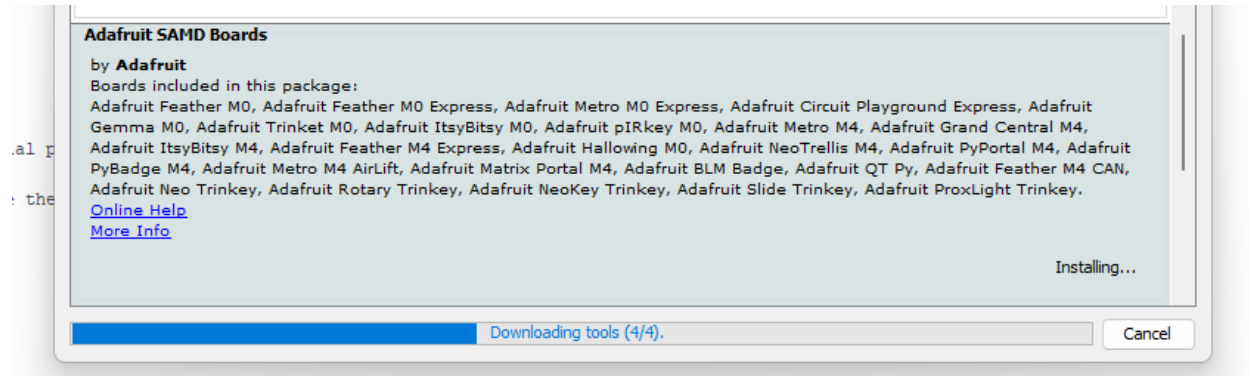 Adafruit SAMD Boards
by Adafruit
Boards included in this package:
Adafruit Feather M0, Adafruit Feather M0 Express, Adafruit Metro M0 Express, Adafruit Circuit Playground Express, Adafruit
Gemma M0, Adafruit Trinket M0, Adafruit ItsyBitsy M0, Adafruit pIRkey M0, Adafruit Metro M4, Adafruit Grand Central M4,
Adafruit ItsyBitsy M4, Adafruit Feather M4 Express, Adafruit Hallowing M0, Adafruit NeoTrellis M4, Adafruit PyPortal M4, Adafruit
PyBadge M4, Adafruit Metro M4 AirLift, Adafruit Matrix Portal M4, Adafruit BLM Badge, Adafruit QT Py, Adafruit Feather M4 CAN,
Adafruit Neo Trinkey, Adafruit Rotary Trinkey, Adafruit NeoKey Trinkey, Adafruit Slide Trinkey, Adafruit ProxLight Trinkey.
Online Help
More Info
Installing...
Downloading tools (4/4).
Cancel
al p
the